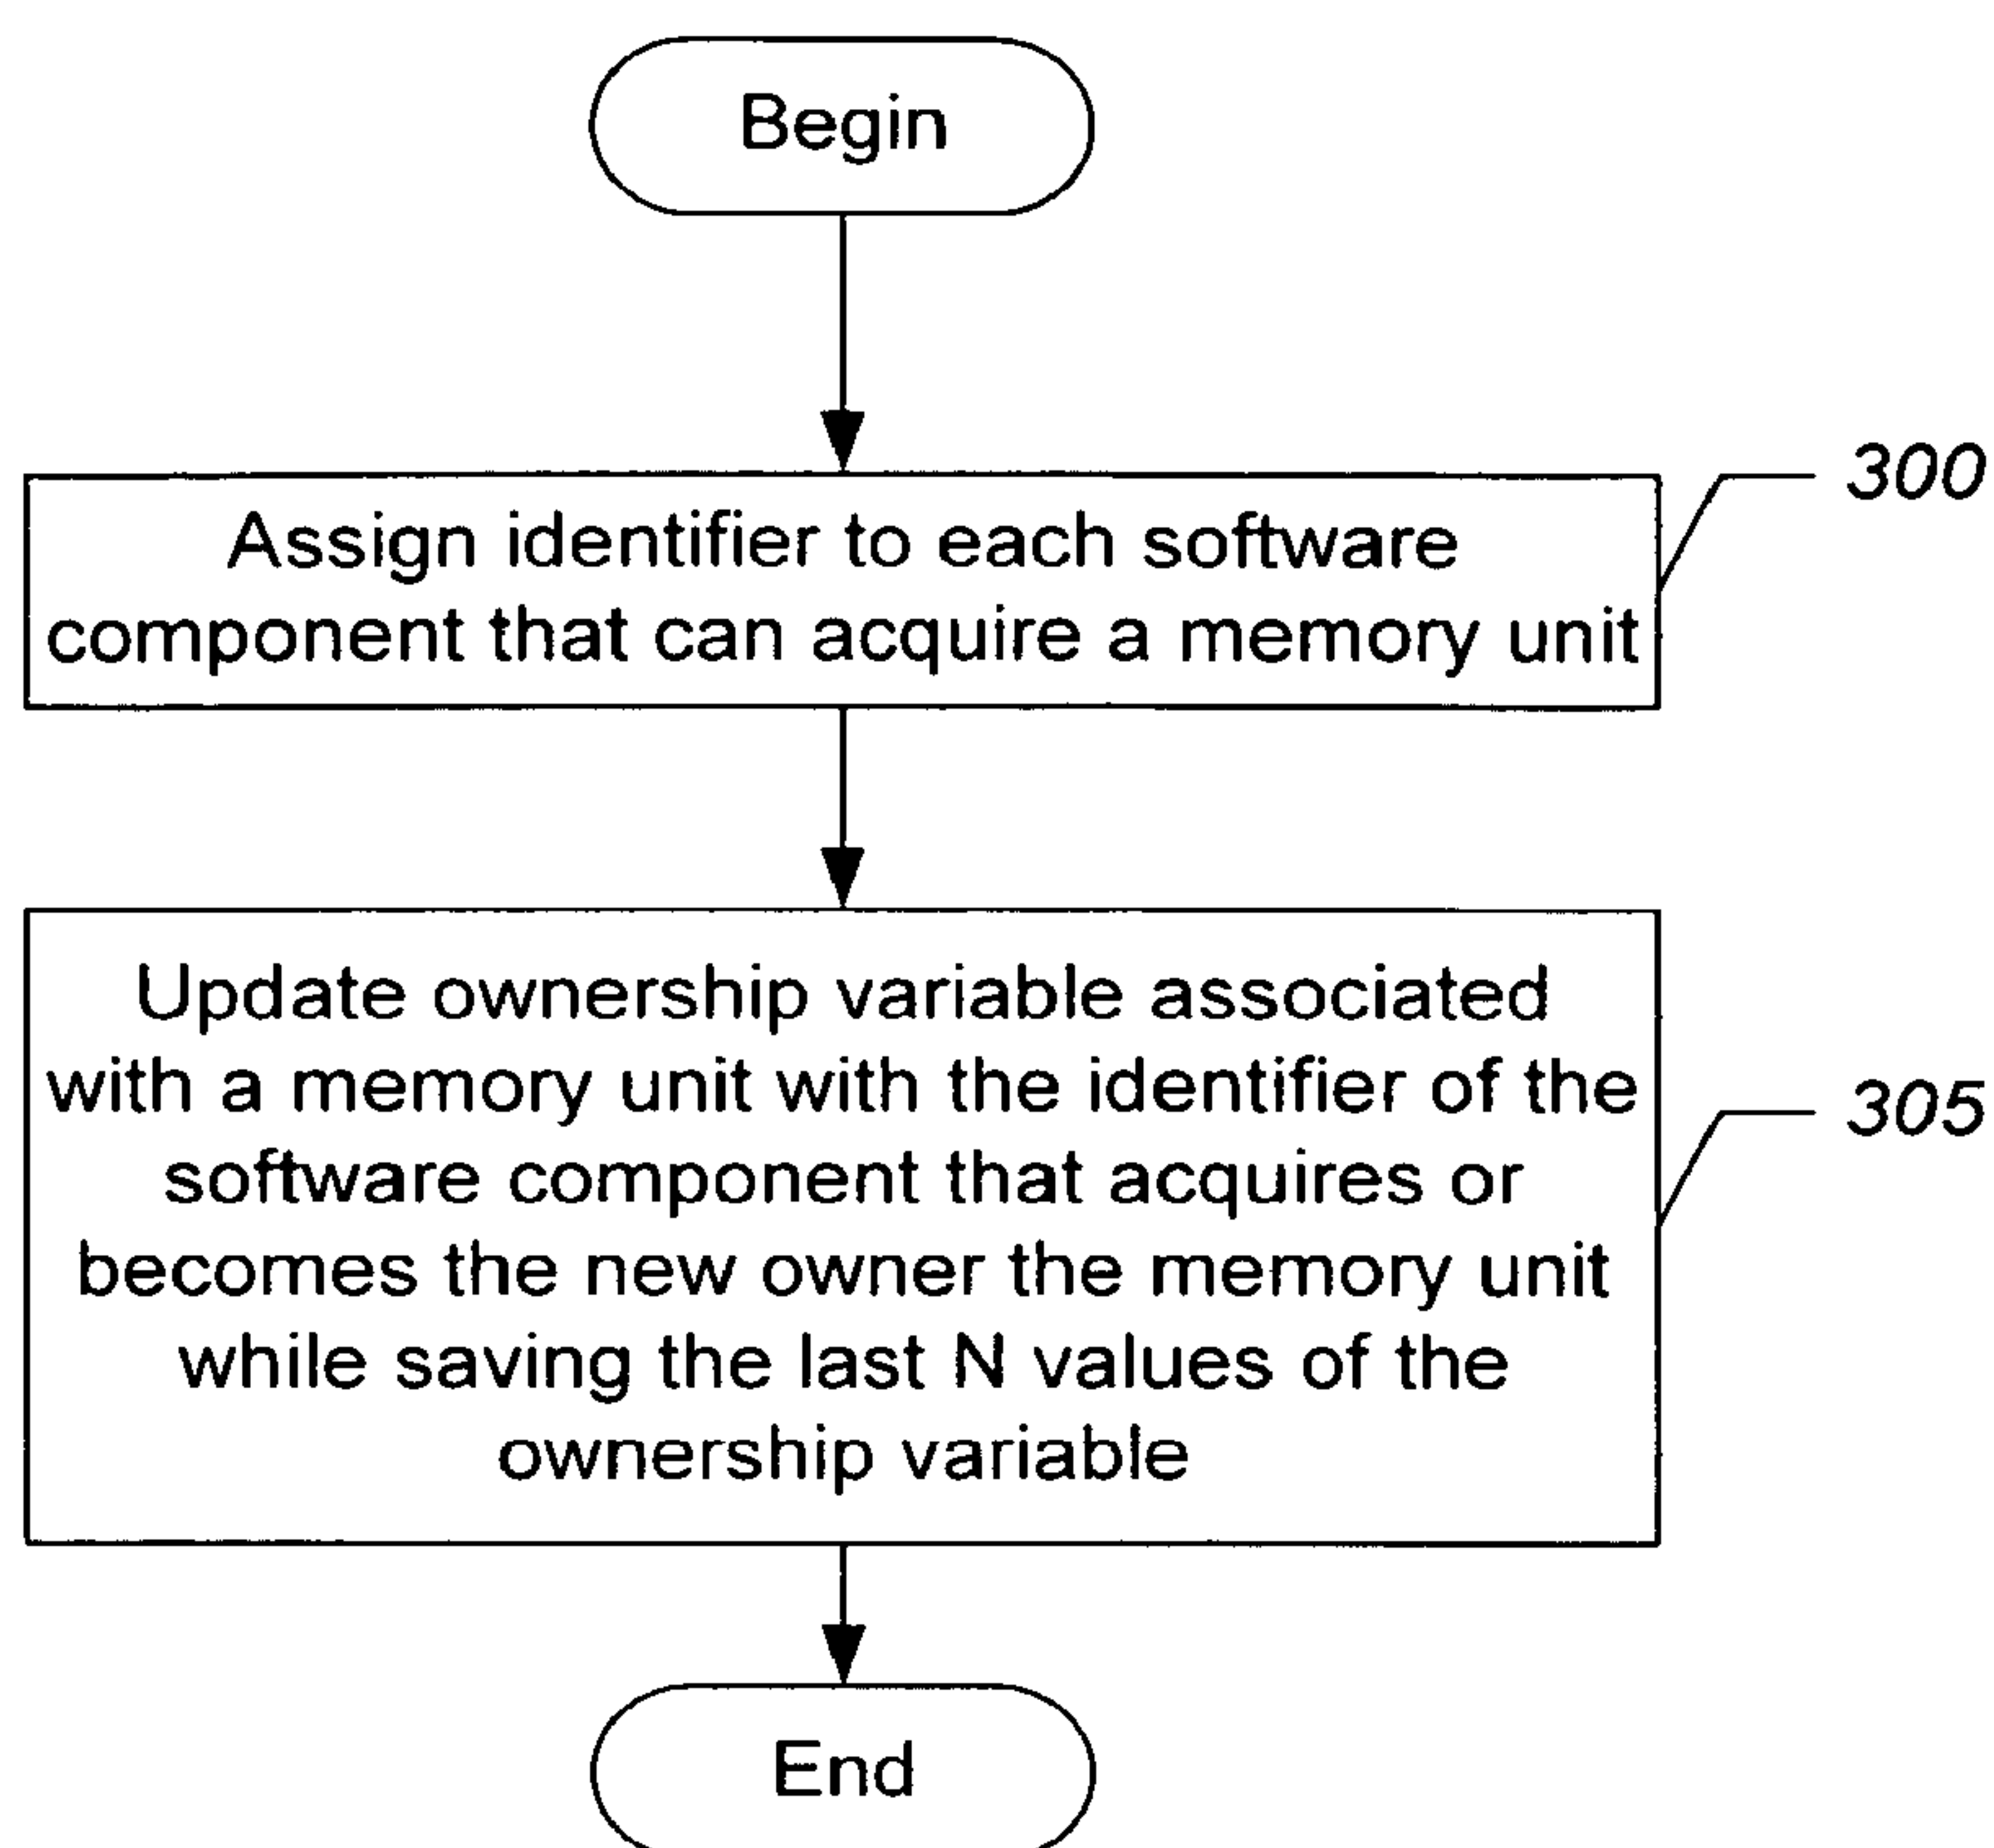 Begin
300
Assign identifier to each software
component that can acquire a memory unit
Update ownership variable associated
with a memory unit with the identifier of the
305
software component that acquires or
becomes the new owner the memory unit
while saving the last N values of the
ownership variable
End